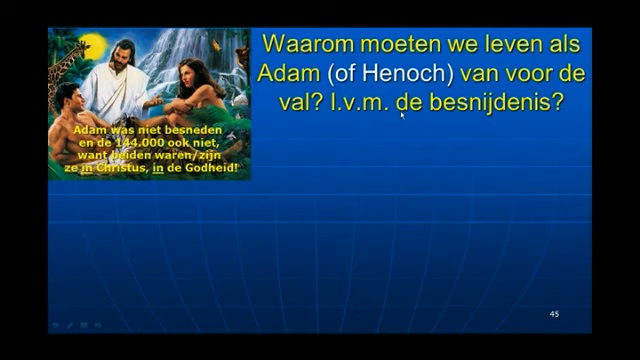 Waarom moeten we leven als
Adam (of Henoch) van voor de
val? I.v.m. de besnijdenis?
Adam was niet besneden
en de 144.000 ook niet,
want beiden waren/zijn
ze in Christus, in de Godheid!
45